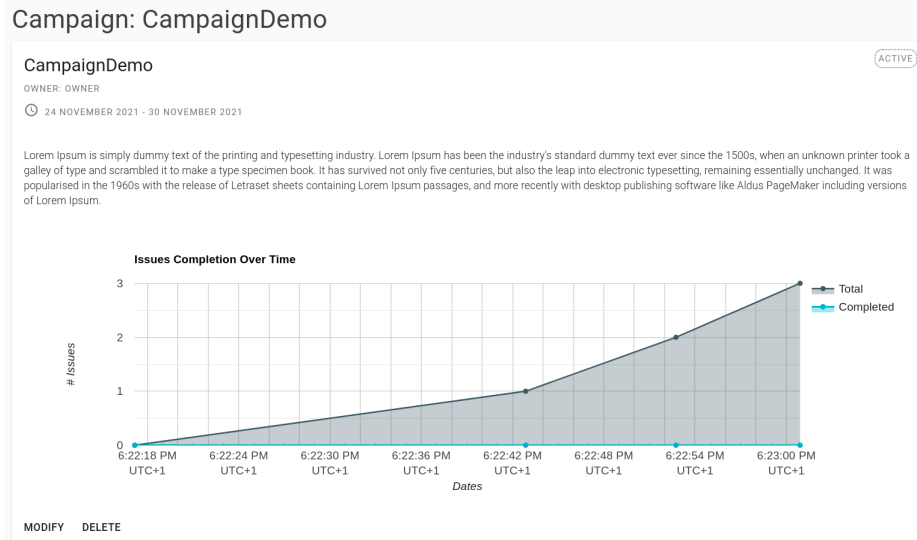 Campaign: CampaignDemo
CampaignDemo
ACTIVE
OWNER: OWNER
24 NOVEMBER 2021 - 30 NOVEMBER 2021
Lorem Ipsum is simply dummy text of the printing and typesetting industry. Lorem Ipsum has been the industry's standard dummy text ever since the 1500s, when an unknown printer took a
galley of type and scrambled it to make a type specimen book. It has survived not only five centuries, but also the leap into electronic typesetting, remaining essentially unchanged. It was
popularised in the 1960s with the release of Letraset sheets containing Lorem Ipsum passages, and more recently with desktop publishing software like Aldus PageMaker including versions
of Lorem Ipsum.
Issues Completion Over Time
3
2
1
0
# Issues
Total
Completed
6:22:18 PM 6:22:24 PM 6:22:30 PM 6:22:36 PM 6:22:42 PM 6:22:48 PM 6:22:54 PM 6:23:00 PM
UTC+1 UTC+1 UTC+1 UTC+1 UTC+1 UTC+1 UTC+1 UTC+1
Dates
MODIFY DELETE